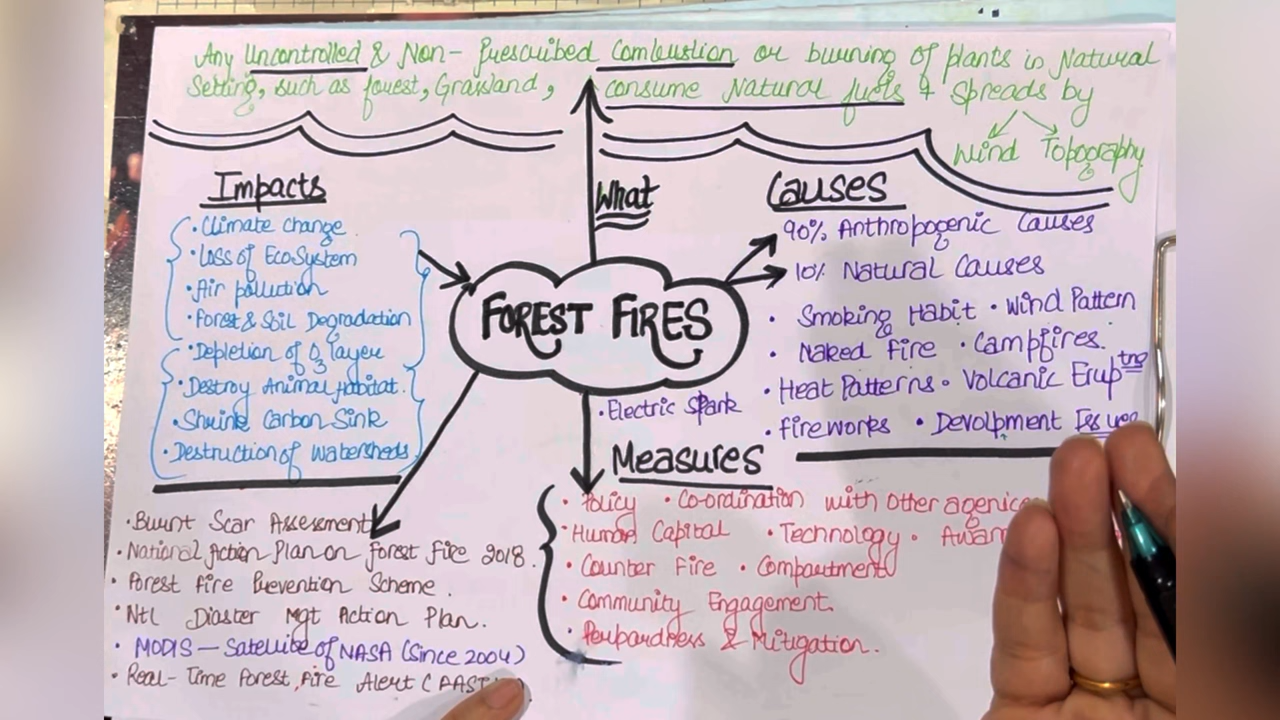 Any Uncontrolled & Non-Prescribed Combustion or burning of plants in Natural
Setting, such as forest, Grassland, consume Natural fuels & Spreads by
Wind Topography
Impacts
• Climate change
• Loss of EcoSystem
• Air pollution
• Forest & Soil Degradation
• Depletion of O3 layer
• Destroy Animal Habitat.
• Shrink Carbon Sink
• Destruction of Watersheds
What
FOREST FIRES
Causes
90% Anthropogenic Causes
10% Natural Causes
• Smoking Habit • Wind Pattern
• Naked Fire • Campfires.
• Heat Patterns • Volcanic Eruptng
• Electric Spark
• fireworks • Devolpment Issues
Measures
• Policy • Co-ordination with other
• Human Capital • Technology •
• Counter Fire • Compartment
• Community Engagement.
• Perbardness & Mitigation.
• Burnt Scar Assessment
• National Action Plan on Forest Fire 2018.
• Forest Fire Prevention Scheme.
• Ntl Diaster Mgt Action Plan.
• MODIS – Satellite of NASA (Since 2004)
• Real-Time Forest Fire Alert